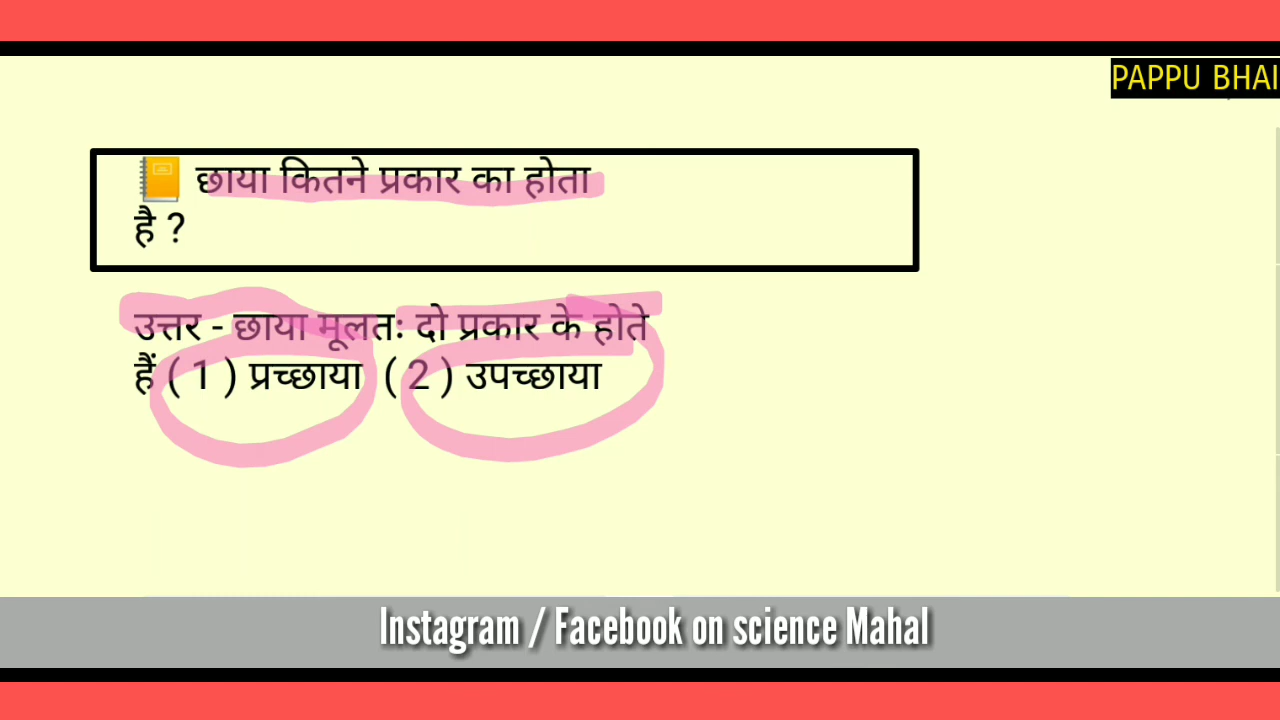 PAPPU BHAI
छाया कितने प्रकार का होता
है ?
उत्तर - छाया मूलतः दो प्रकार के होते
हैं ( 1 ) प्रच्छाया ( 2 ) उपच्छाया
Instagram / Facebook on science Mahal